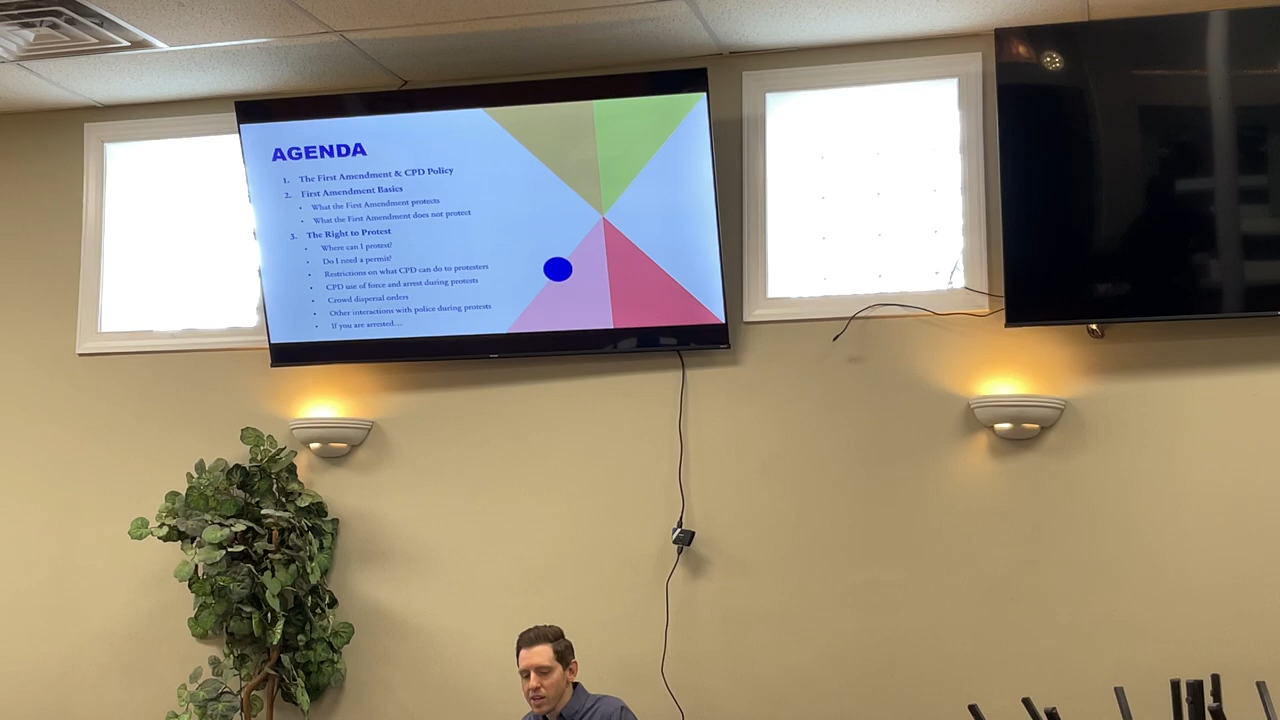 AGENDA
1. The First Amendment & CPD Policy
2. First Amendment Basics
• What the First Amendment protects
• What the First Amendment does not protect
3. The Right to Protest
• Where can I protest?
• Do I need a permit?
• Restrictions on what CPD can do to protesters
• CPD use of force and arrest during protests
• Crowd dispersal orders
• Other interactions with police during protests
• If you are arrested…